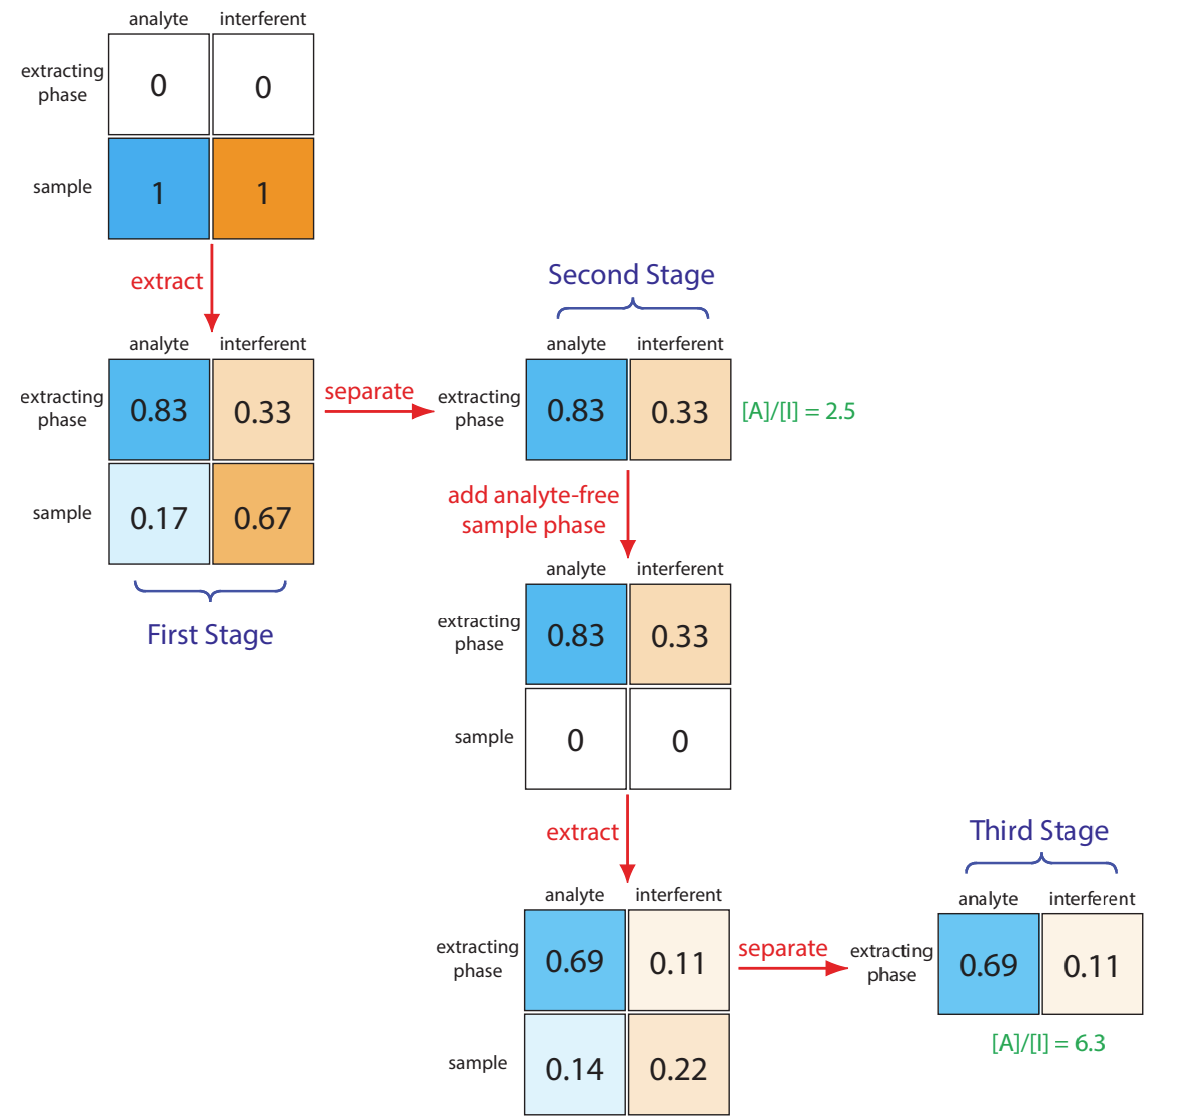 analyte interferent
extracting
phase
0 0
sample
1 1
extract
analyte interferent
extracting
phase
0.83 0.33
sample
0.17 0.67
First Stage
separate
Second Stage
analyte interferent
extracting
phase
0.83 0.33
[A]/[I] = 2.5
add analyte-free
sample phase
analyte interferent
extracting
phase
0.83 0.33
sample
0 0
extract
analyte interferent
extracting
phase
0.69 0.11
sample
0.14 0.22
separate
Third Stage
analyte interferent
extracting
phase
0.69 0.11
[A]/[I] = 6.3